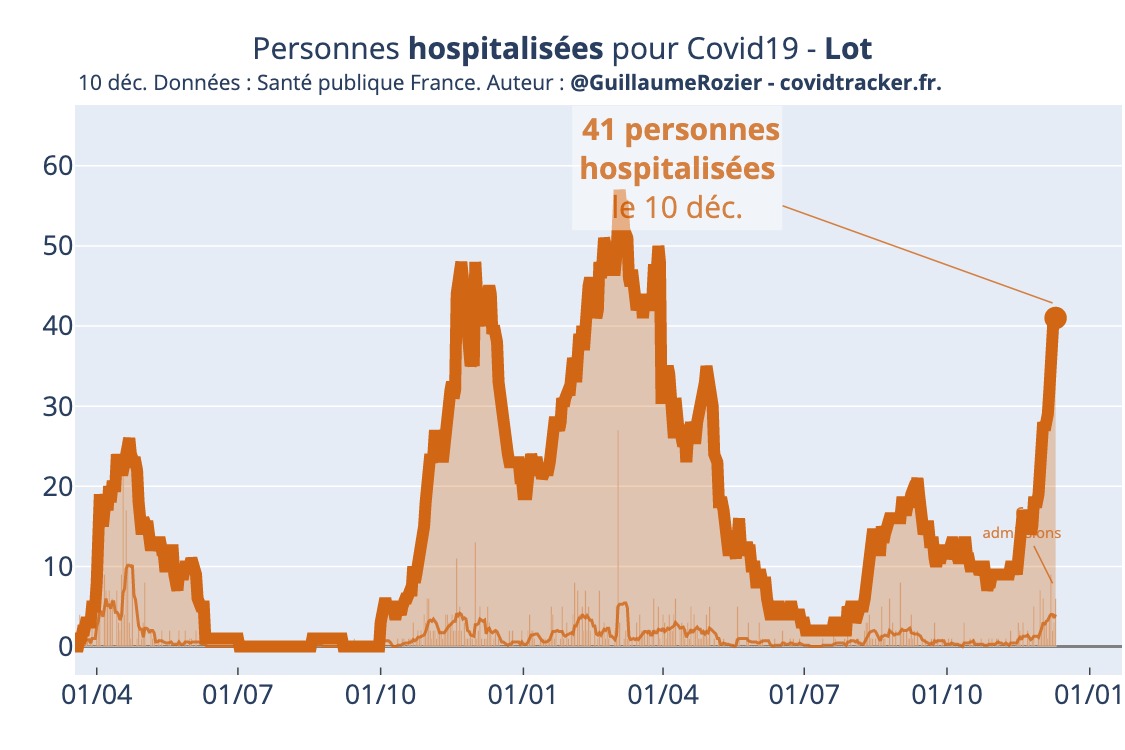 Personnes hospitalisées pour Covid19 - Lot
10 déc. Données : Santé publique France. Auteur : @GuillaumeRozier - covidtracker.fr.
41 personnes
hospitalisées
le 10 déc.
60
50
40
30
20
10
0
admissions
01/04 01/07 01/10 01/01 01/04 01/07 01/10 01/01